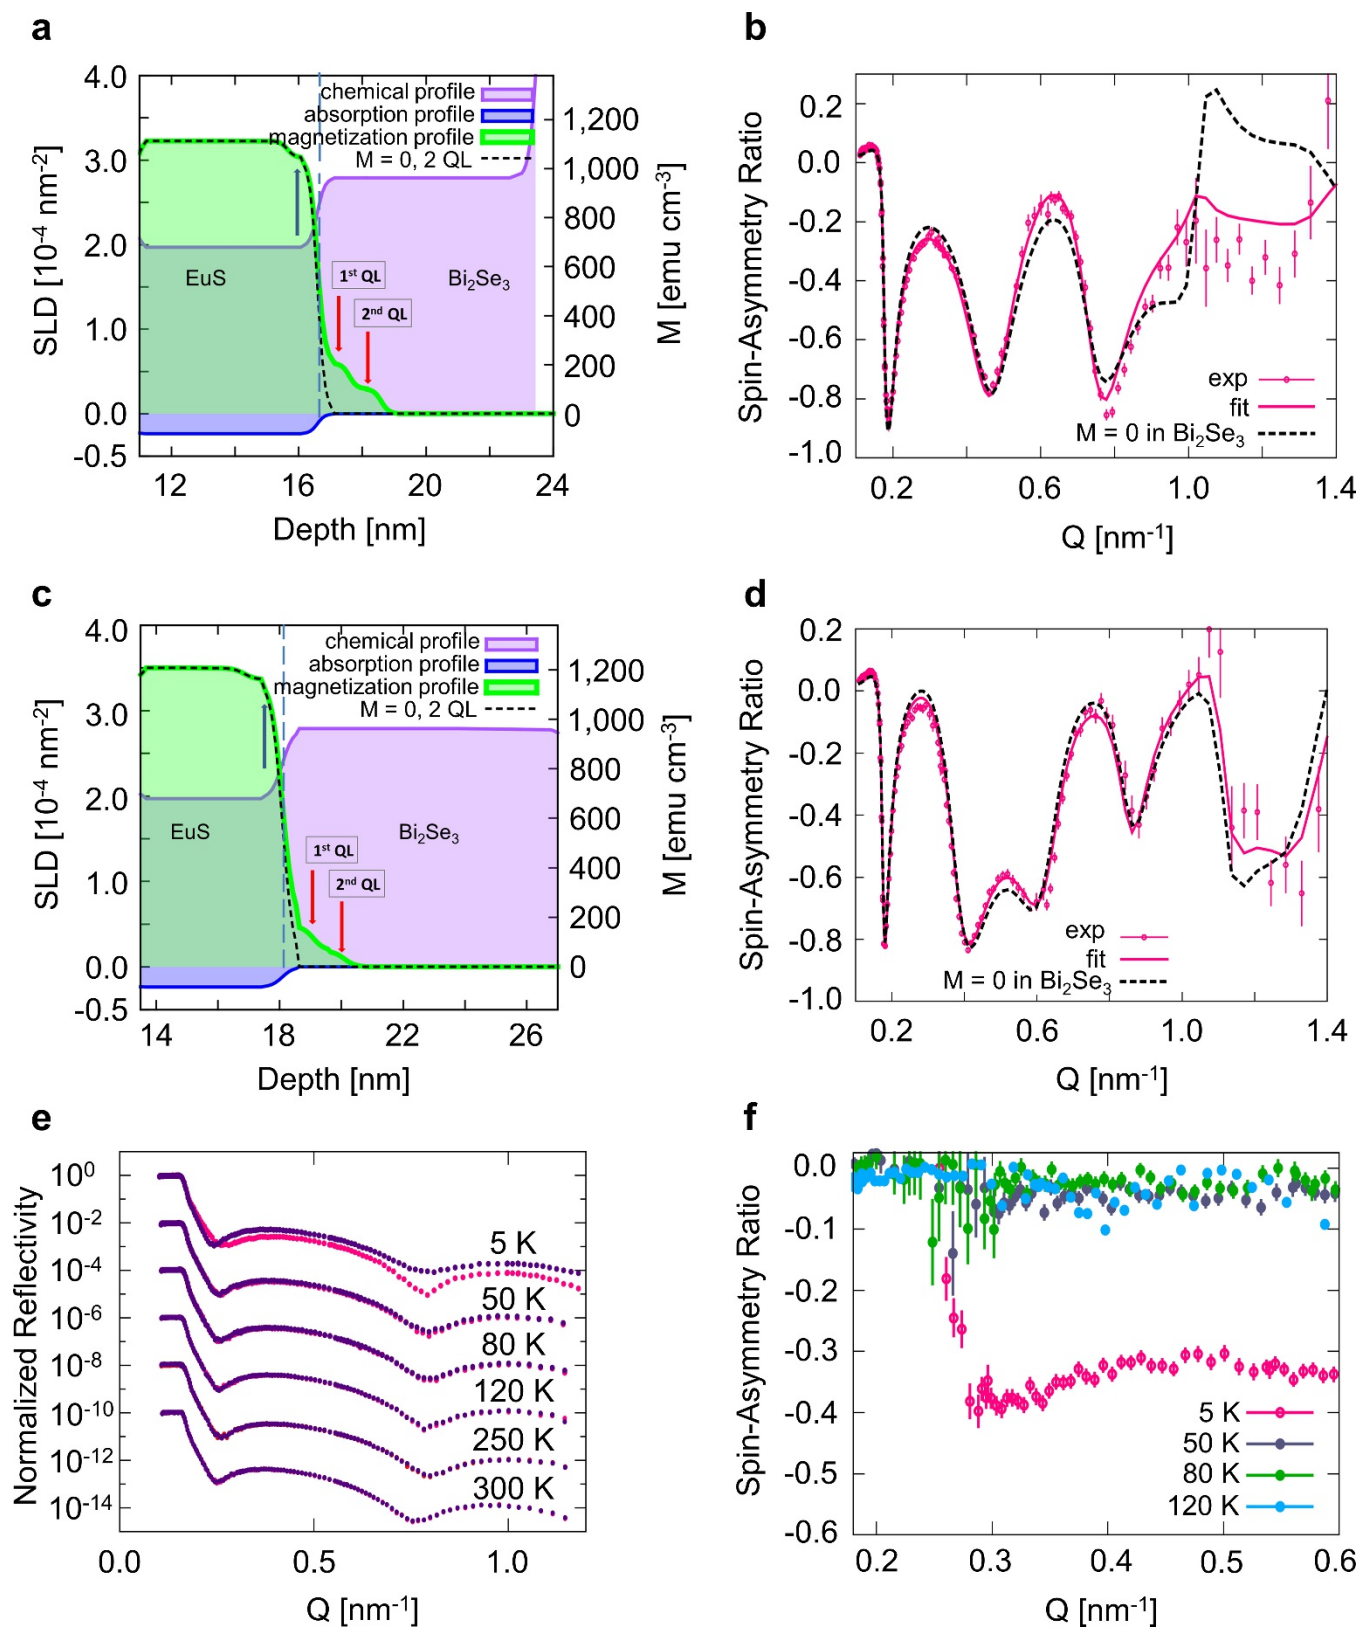 a
chemical profile
absorption profile
magnetization profile
M = 0, 2 QL
4.0
3.0
2.0
1.0
0.0
-0.5
SLD [10-4 nm-2]
1,200
1,000
800
600
400
200
0
M [emu cm-3]
EuS
1st QL
2nd QL
Bi2Se3
12 16 20 24
Depth [nm]
b
0.2
0.0
-0.2
-0.4
-0.6
-0.8
-1.0
Spin-Asymmetry Ratio
exp
fit
M = 0 in Bi2Se3
0.2 0.6 1.0 1.4
Q [nm-1]
c
chemical profile
absorption profile
magnetization profile
M = 0, 2 QL
4.0
3.0
2.0
1.0
0.0
-0.5
SLD [10-4 nm-2]
1,200
1,000
800
600
400
200
0
M [emu cm-3]
EuS
Bi2Se3
1st QL
2nd QL
14 18 22 26
Depth [nm]
d
0.2
0.0
-0.2
-0.4
-0.6
-0.8
-1.0
Spin-Asymmetry Ratio
exp
fit
M = 0 in Bi2Se3
0.2 0.6 1.0 1.4
Q [nm-1]
e
100
10-2
10-4
10-6
10-8
10-10
10-12
10-14
Normalized Reflectivity
5 K
50 K
80 K
120 K
250 K
300 K
0.0 0.5 1.0
Q [nm-1]
f
0.0
-0.1
-0.2
-0.3
-0.4
-0.5
-0.6
Spin-Asymmetry Ratio
5 K
50 K
80 K
120 K
0.2 0.3 0.4 0.5 0.6
Q [nm-1]